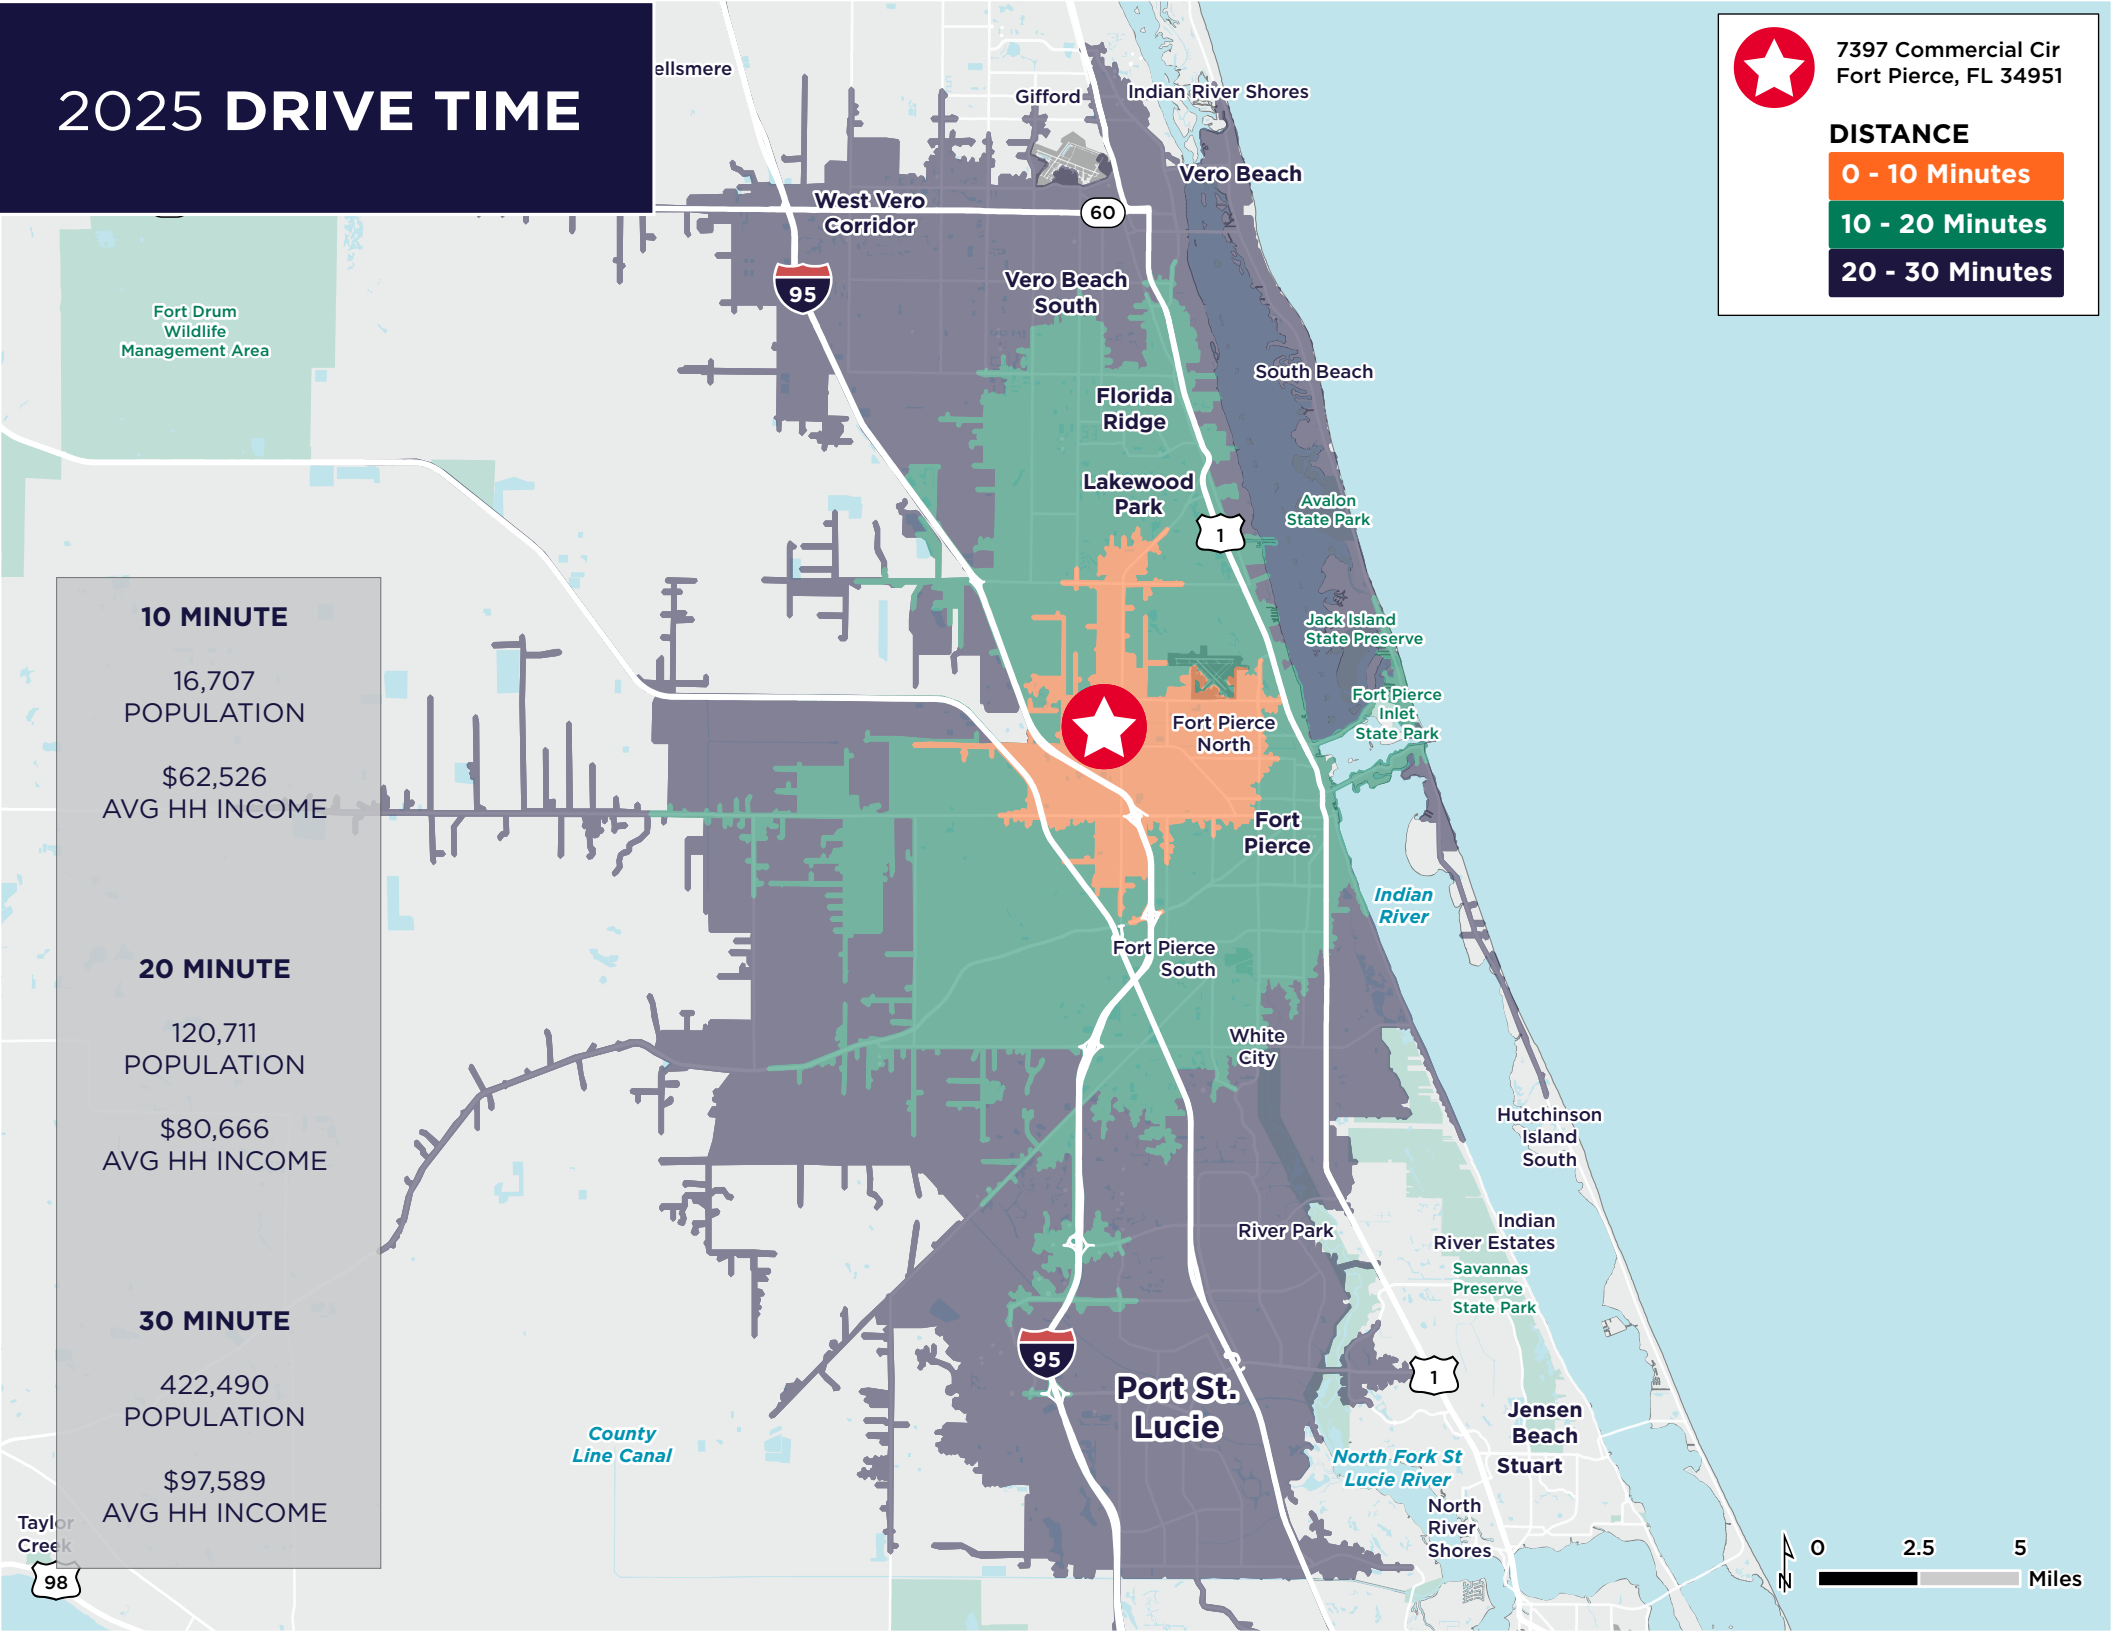 2025 DRIVE TIME
7397 Commercial Cir
Fort Pierce, FL 34951
DISTANCE
0 - 10 Minutes
10 - 20 Minutes
20 - 30 Minutes
ellsmere
Gifford
Indian River Shores
Vero Beach
West Vero
Corridor
60
95
Vero Beach
South
Fort Drum
Wildlife
Management Area
South Beach
Florida
Ridge
Lakewood
Park
Avalon
State Park
1
Jack Island
State Preserve
Fort Pierce
Inlet
State Park
Fort Pierce
North
Fort
Pierce
Indian
River
Fort Pierce
South
White
City
Hutchinson
Island
South
River Park
Indian
River Estates
Savannas
Preserve
State Park
95
1
Port St.
Lucie
Jensen
Beach
Stuart
County
Line Canal
North Fork St
Lucie River
North
River
Shores
10 MINUTE
16,707
POPULATION
$62,526
AVG HH INCOME
20 MINUTE
120,711
POPULATION
$80,666
AVG HH INCOME
30 MINUTE
422,490
POPULATION
$97,589
AVG HH INCOME
Taylor
Creek
98
0 2.5 5
Miles
N